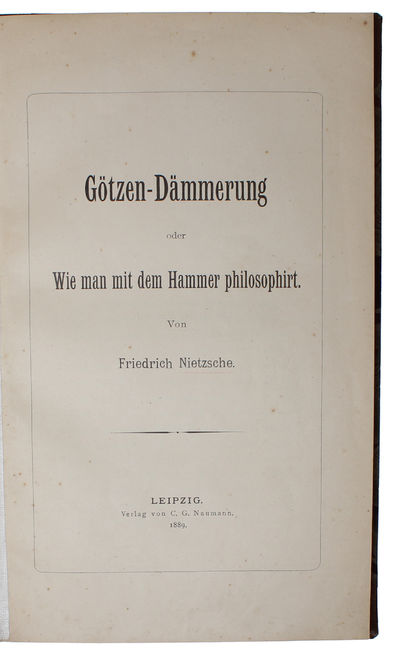 Götzen-Dämmerung
oder
Wie man mit dem Hammer philosophirt.
Von
Friedrich Nietzsche.
LEIPZIG.
Verlag von C. G. Naumann.
1889.